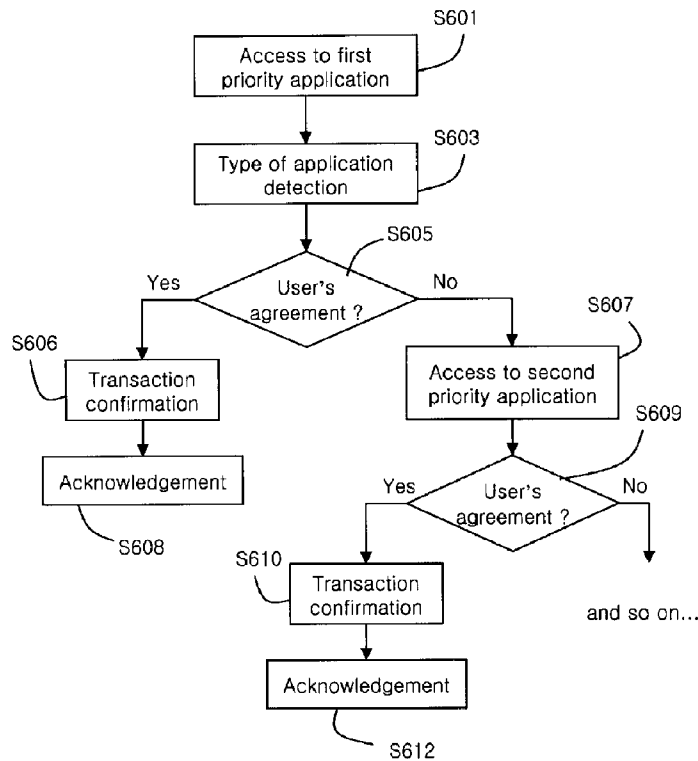 S601
Access to first
priority application
S603
Type of application
detection
S605
Yes
User's
agreement ?
No
S606
S607
Transaction
confirmation
Access to second
priority application
S609
Acknowledgement
Yes
User's
agreement ?
No
S608
S610
Transaction
confirmation
and so on...
Acknowledgement
S612